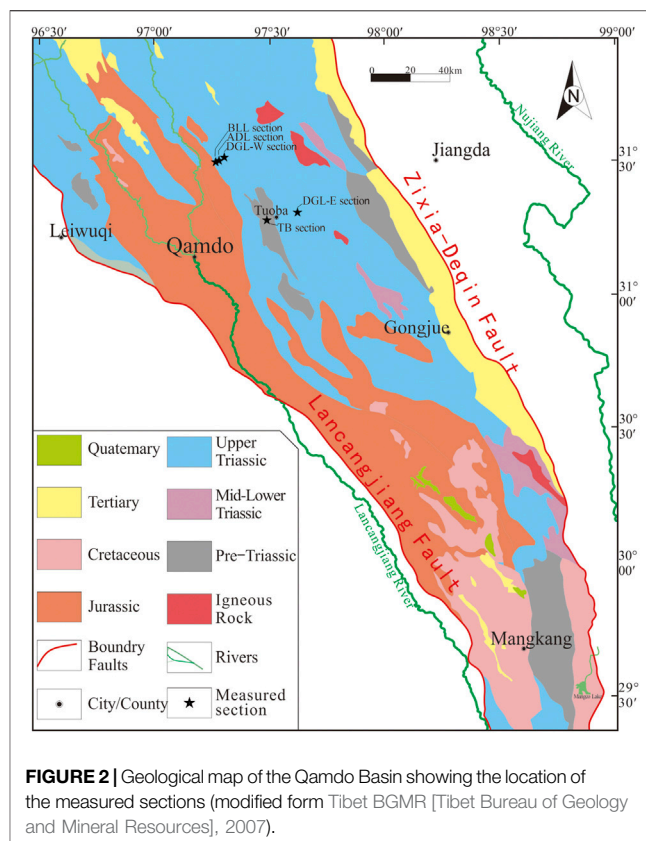 96°30'
97°00'
97°30'
98°00'
98°30'
99°00'
0 20 40km
N
Nujiang River
BLL section
ADL section
DGL-W section
Jiangda
31°
30'
Zixia-Deqin Fault
DGL-E section
Tuoba
TB section
Leiwuqi
Qamdo
31°
00'
Gongjue
Lancangjiang Fault
Lancangjiang River
30°
30'
30°
00'
Mangkang
29°
30'
Quatemary
Upper
Triassic
Tertiary
Mid-Lower
Triassic
Cretaceous
Pre-Triassic
Jurassic
Igneous
Rock
Boundry
Faults
Rivers
City/County
Measured
section
FIGURE 2 | Geological map of the Qamdo Basin showing the location of
the measured sections (modified form Tibet BGMR [Tibet Bureau of Geology
and Mineral Resources], 2007).